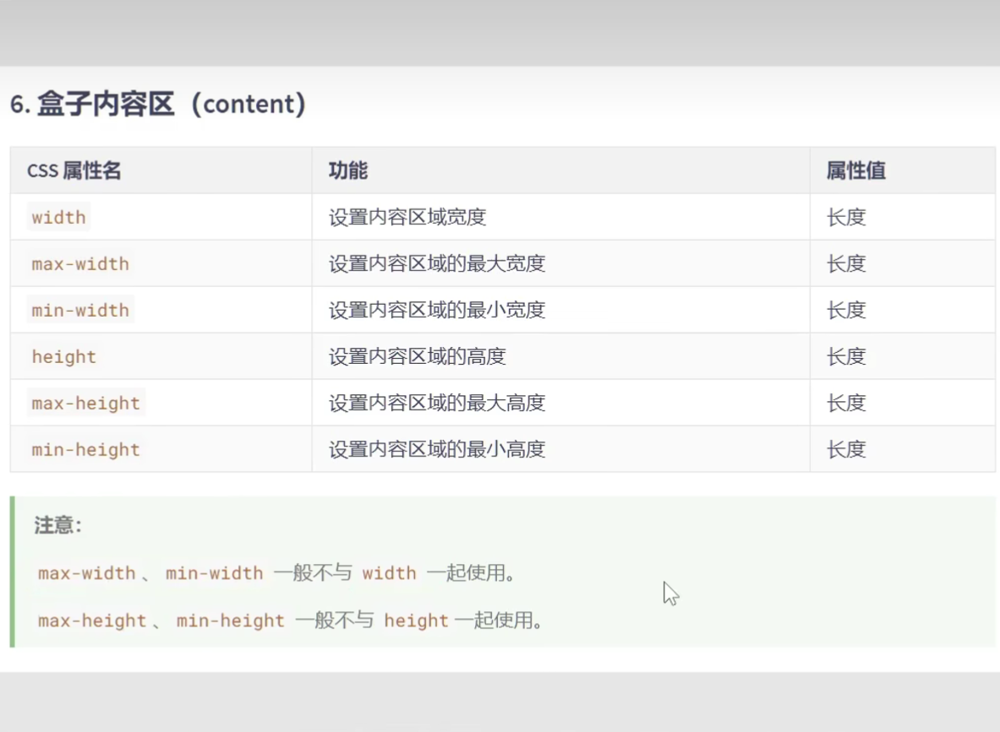 6. 盒子内容区（content）
CSS 属性名 功能 属性值
width 设置内容区域宽度 长度
max-width 设置内容区域的最大宽度 长度
min-width 设置内容区域的最小宽度 长度
height 设置内容区域的高度 长度
max-height 设置内容区域的最大高度 长度
min-height 设置内容区域的最小高度 长度
注意：
max-width 、 min-width 一般不与 width 一起使用。
max-height 、 min-height 一般不与 height 一起使用。